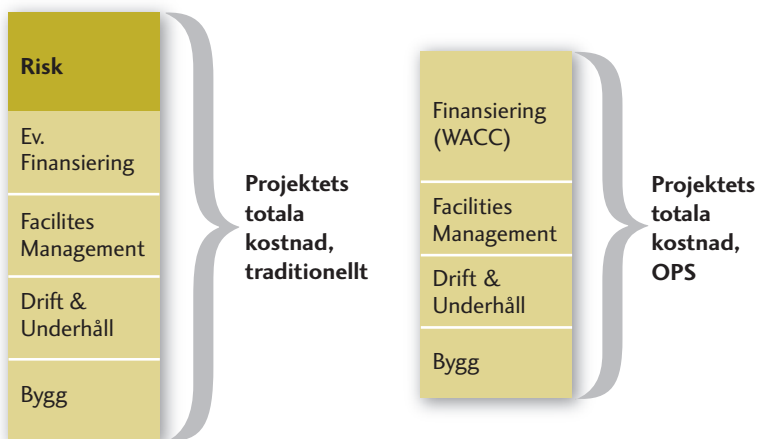 Risk
Ev.
Finansiering
Facilites
Management
Drift &
Underhåll
Bygg
Projektets
totala
kostnad,
traditionellt
Finansiering
(WACC)
Facilities
Management
Drift &
Underhåll
Bygg
Projektets
totala
kostnad,
OPS